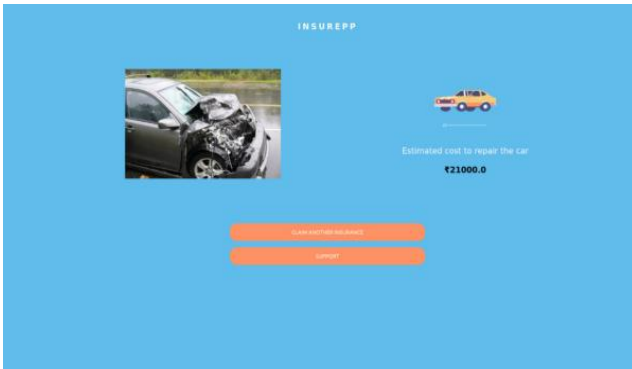 INSUREPP
Estimated cost to repair the car
₹21000.0
CLAIM ANOTHER INSURANCE
SUPPORT